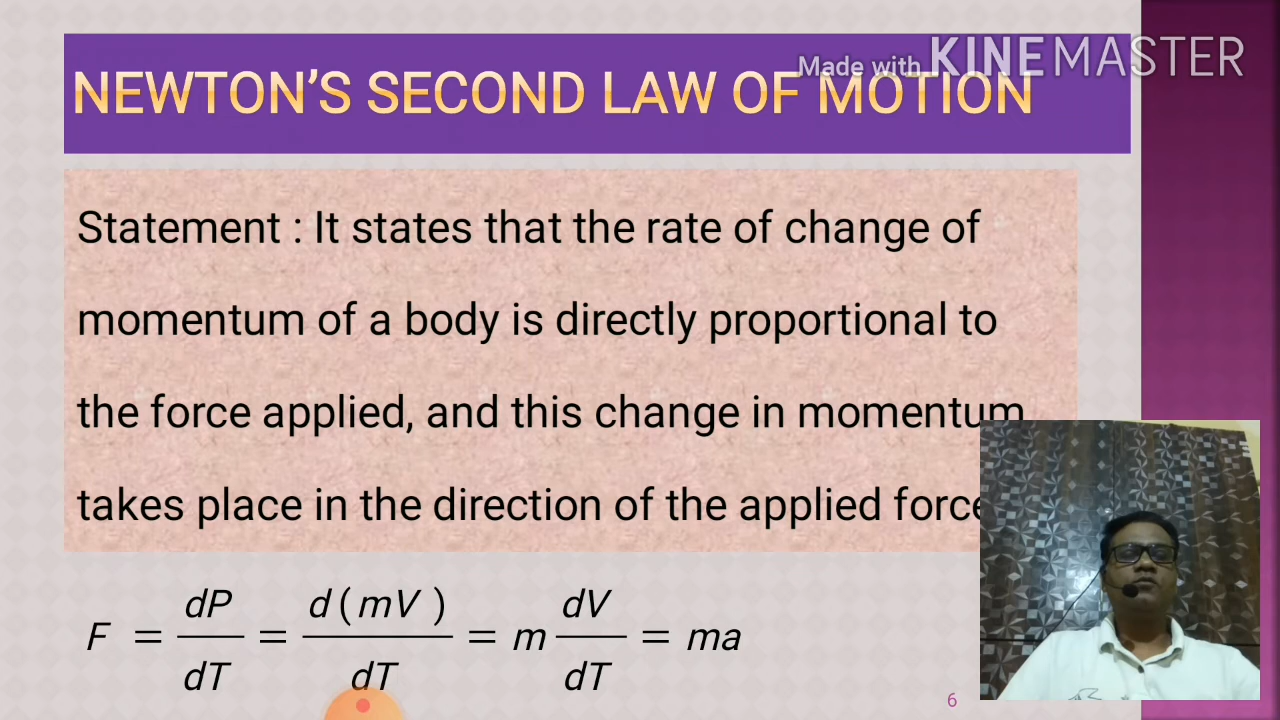 Made with KINEMASTER
NEWTON’S SECOND LAW OF MOTION
Statement : It states that the rate of change of
momentum of a body is directly proportional to
the force applied, and this change in momentum
takes place in the direction of the applied force
F = dP/dT = d(mV)/dT = m dV/dT = ma
6